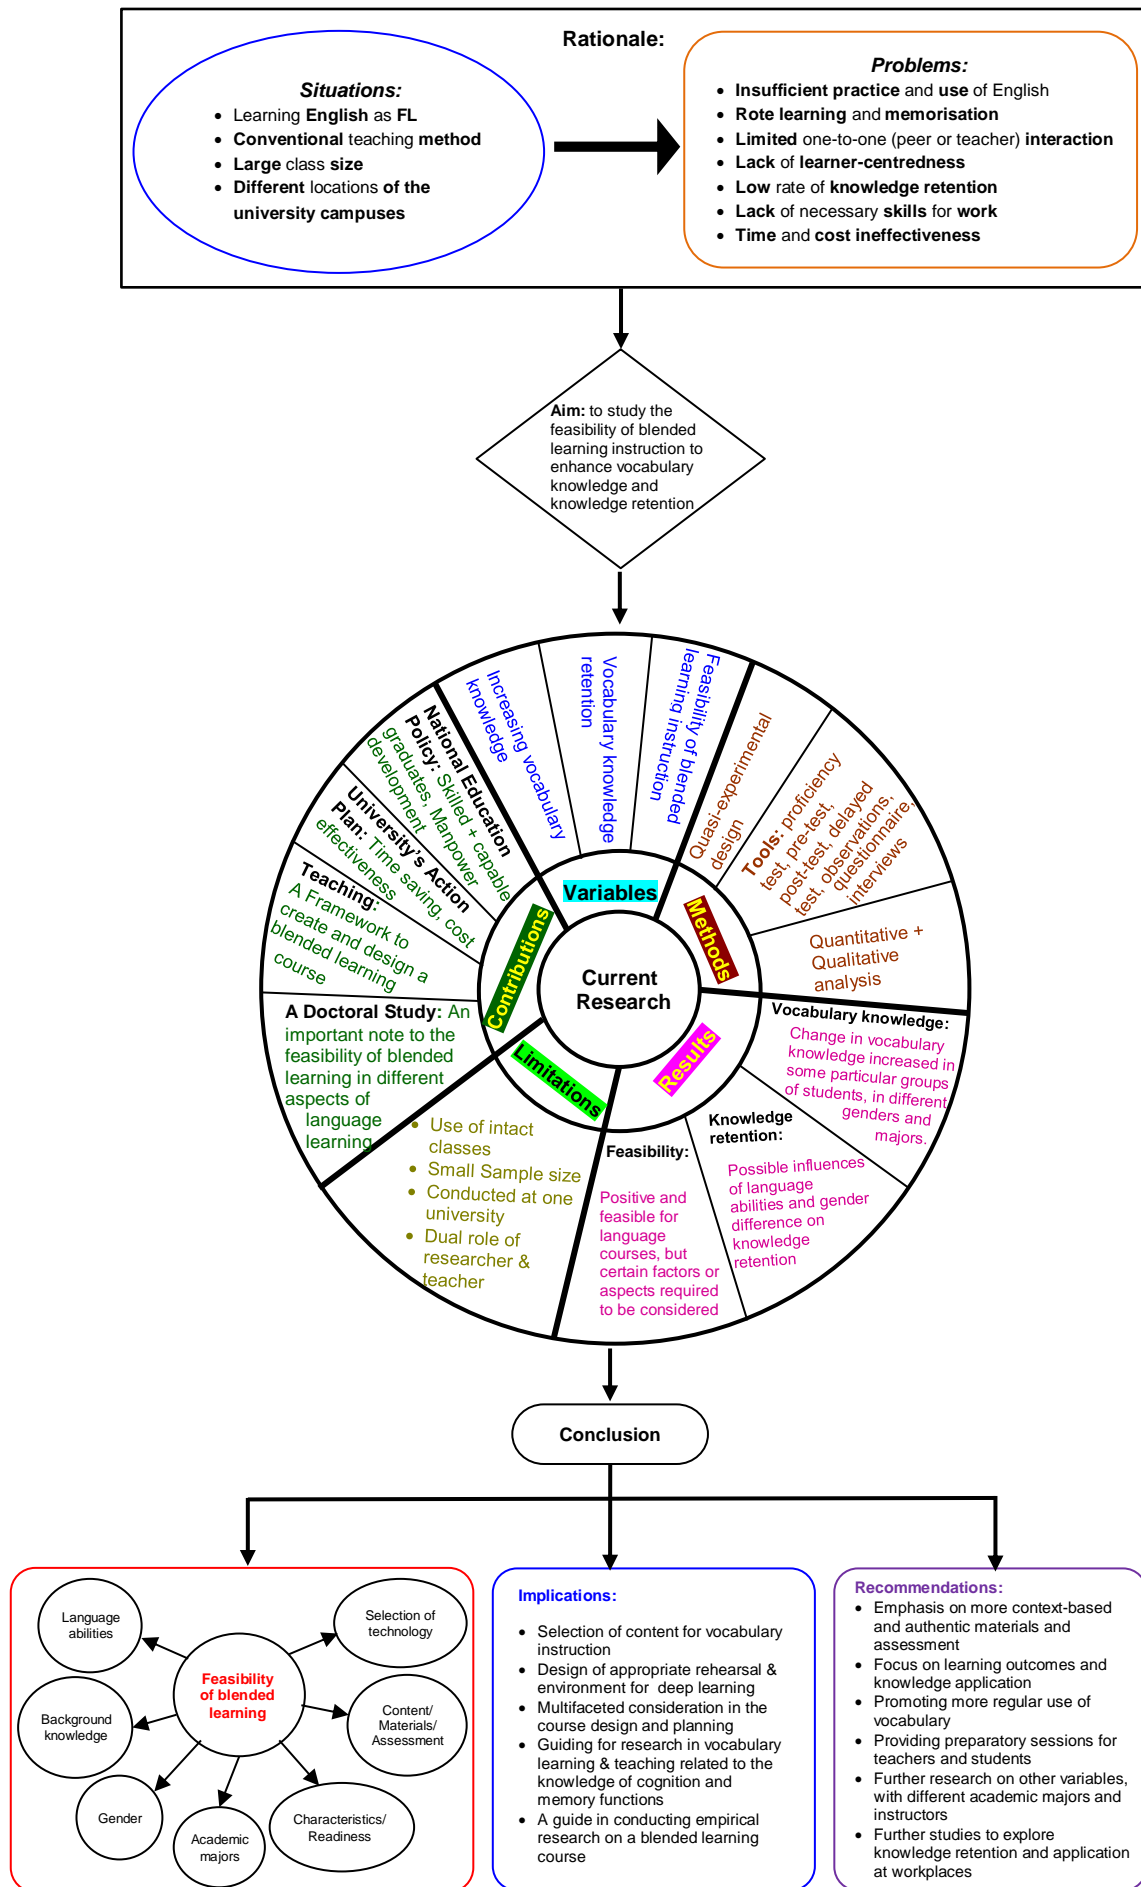 Rationale:
Situations:
• Learning English as FL
• Conventional teaching method
• Large class size
• Different locations of the
university campuses
Problems:
• Insufficient practice and use of English
• Rote learning and memorisation
• Limited one-to-one (peer or teacher) interaction
• Lack of learner-centredness
• Low rate of knowledge retention
• Lack of necessary skills for work
• Time and cost ineffectiveness
Aim: to study the
feasibility of blended
learning instruction to
enhance vocabulary
knowledge and
knowledge retention
Current
Research
Variables
Increasing vocabulary
knowledge
Vocabulary knowledge
retention
Feasibility of blended
learning instruction
Methods
Quasi-experimental
design
Tools: proficiency
test, pre-test,
post-test, delayed
test, observations,
questionnaire,
interviews
Quantitative +
Qualitative
analysis
Results
Vocabulary knowledge:
Change in vocabulary
knowledge increased in
some particular groups
of students, in different
genders and
majors.
Knowledge
retention:
Possible influences
of language
abilities and gender
difference on
knowledge
retention
Feasibility:
Positive and
feasible for
language
courses, but
certain factors or
aspects required
to be considered
Limitations
• Use of intact
classes
• Small Sample size
• Conducted at one
university
• Dual role of
researcher &
teacher
Contributions
A Doctoral Study: An
important note to the
feasibility of blended
learning in different
aspects of
language
learning
Teaching:
A Framework to
create and design a
blended learning
course
University's Action
Plan: Time saving, cost
effectiveness
National Education
Policy: Skilled + capable
graduates, Manpower
development
Conclusion
Feasibility
of blended
learning
Language
abilities
Background
knowledge
Gender
Academic
majors
Characteristics/
Readiness
Content/
Materials/
Assessment
Selection of
technology
Implications:
• Selection of content for vocabulary
instruction
• Design of appropriate rehearsal &
environment for deep learning
• Multifaceted consideration in the
course design and planning
• Guiding for research in vocabulary
learning & teaching related to the
knowledge of cognition and
memory functions
• A guide in conducting empirical
research on a blended learning
course
Recommendations:
• Emphasis on more context-based
and authentic materials and
assessment
• Focus on learning outcomes and
knowledge application
• Promoting more regular use of
vocabulary
• Providing preparatory sessions for
teachers and students
• Further research on other variables,
with different academic majors and
instructors
• Further studies to explore
knowledge retention and application
at workplaces